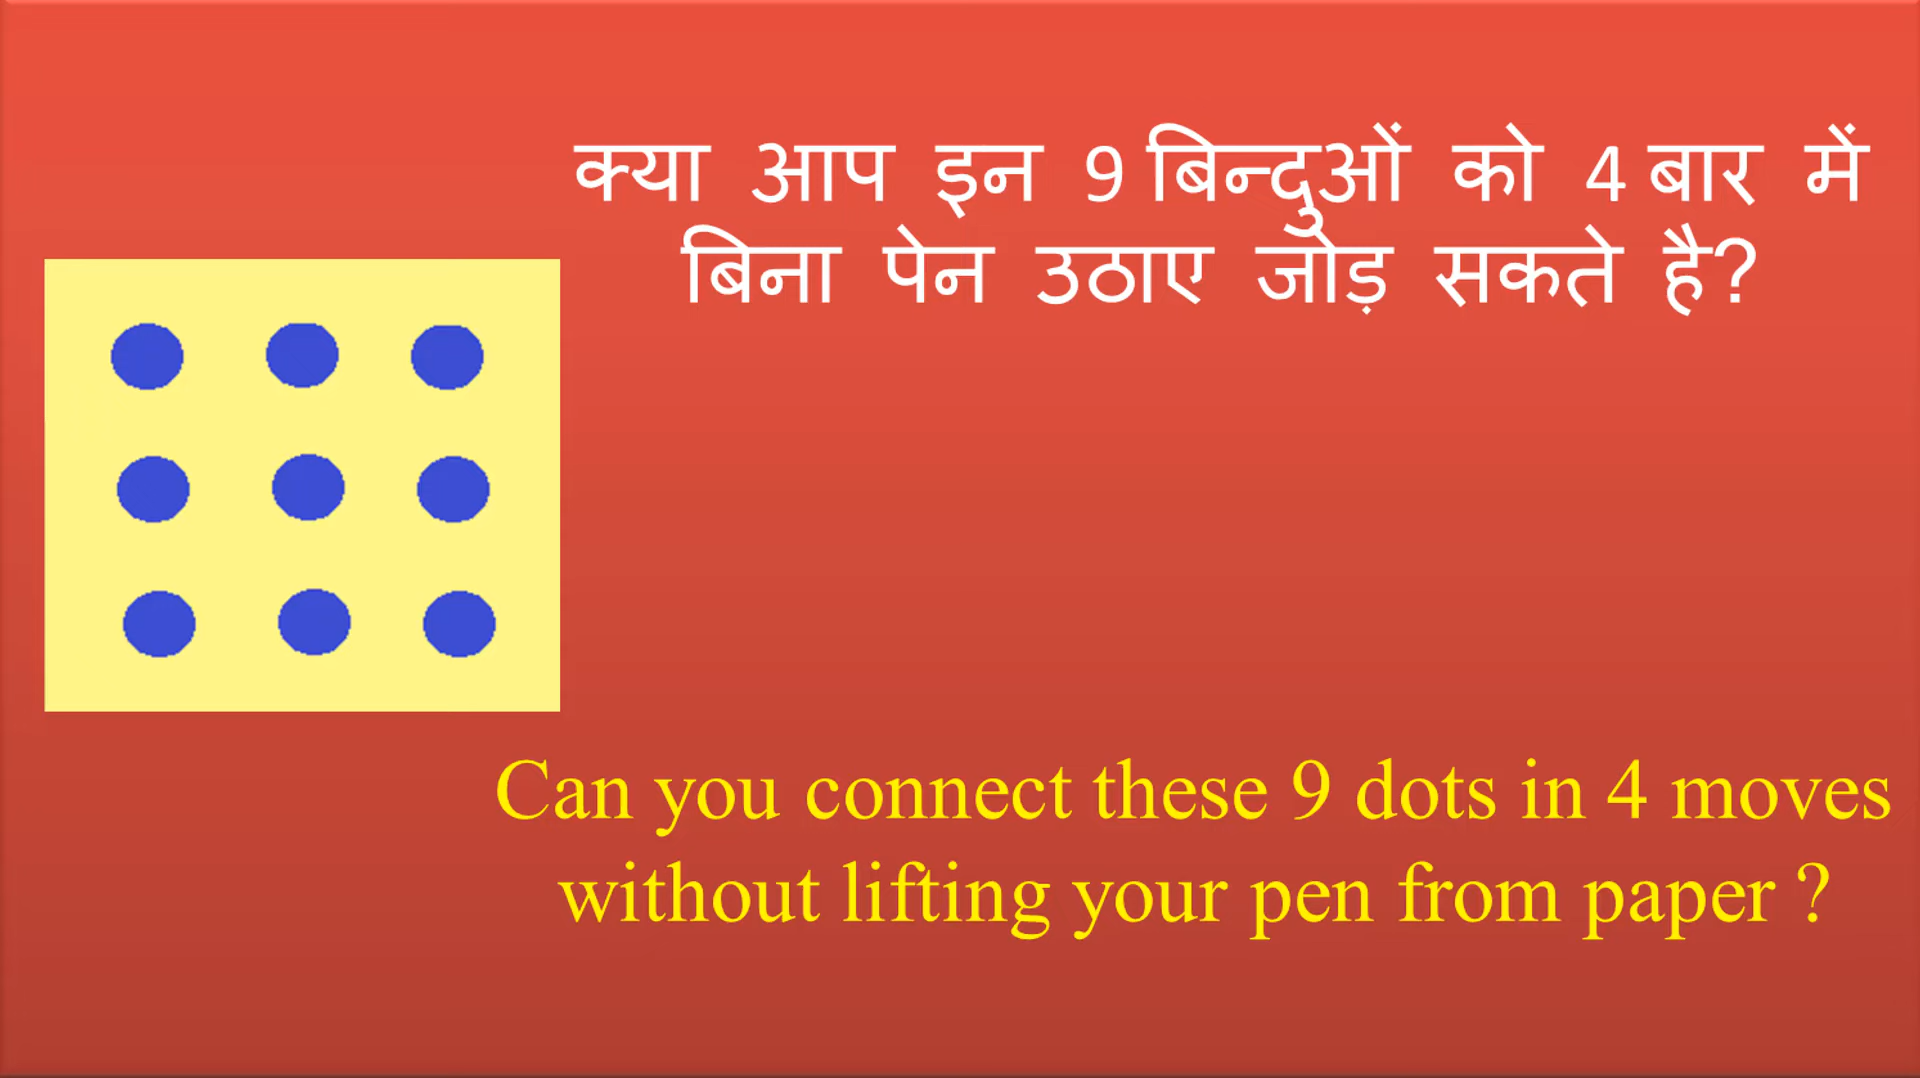 क्या आप इन 9 बिन्दुओं को 4 बार में
बिना पेन उठाए जोड़ सकते है?
Can you connect these 9 dots in 4 moves
without lifting your pen from paper ?